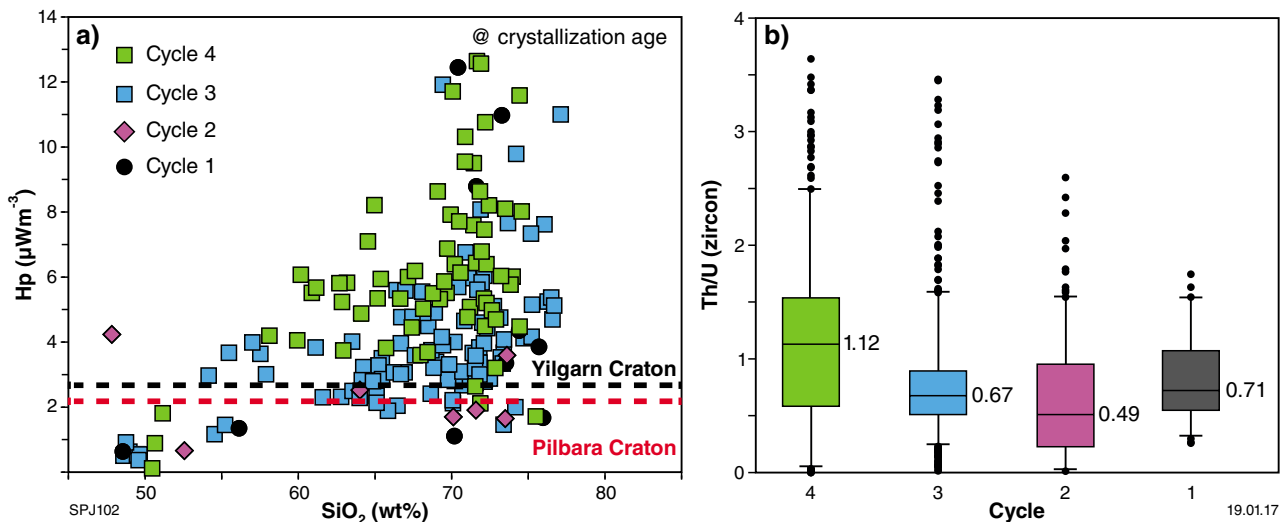 a)
@ crystallization age
Cycle 4
Cycle 3
Cycle 2
Cycle 1
Yilgarn Craton
Pilbara Craton
Hp (µWm⁻³)
14
12
10
8
6
4
2
50
60
70
80
SiO₂ (wt%)
SPJ102
b)
Th/U (zircon)
4
3
2
1
0
1.12
0.67
0.49
0.71
4
3
2
1
Cycle
19.01.17